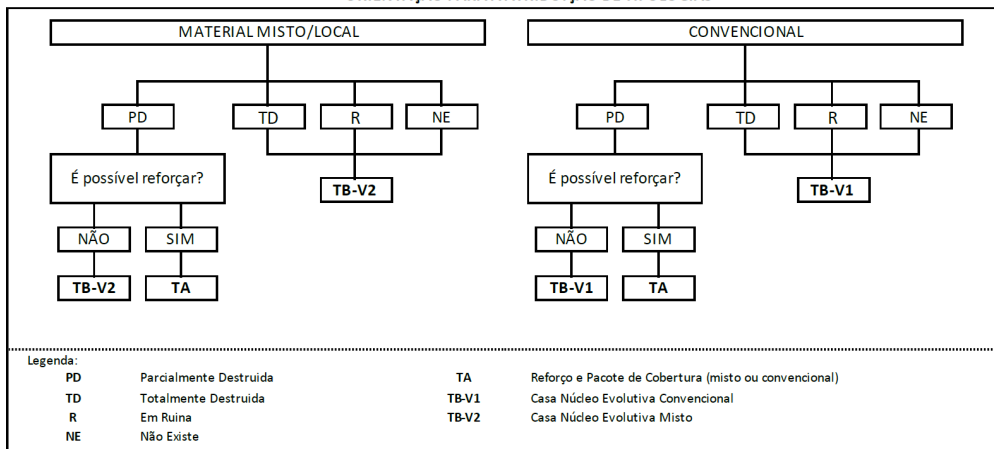 MATERIAL MISTO/LOCAL
PD TD R NE
É possível reforçar?
TB-V2
NÃO SIM
TB-V2 TA
CONVENCIONAL
PD TD R NE
É possível reforçar?
TB-V1
NÃO SIM
TB-V1 TA
Legenda:
PD Parcialmente Destruida
TD Totalmente Destruida
R Em Ruina
NE Não Existe
TA Reforço e Pacote de Cobertura (misto ou convencional)
TB-V1 Casa Núcleo Evolutiva Convencional
TB-V2 Casa Núcleo Evolutiva Misto